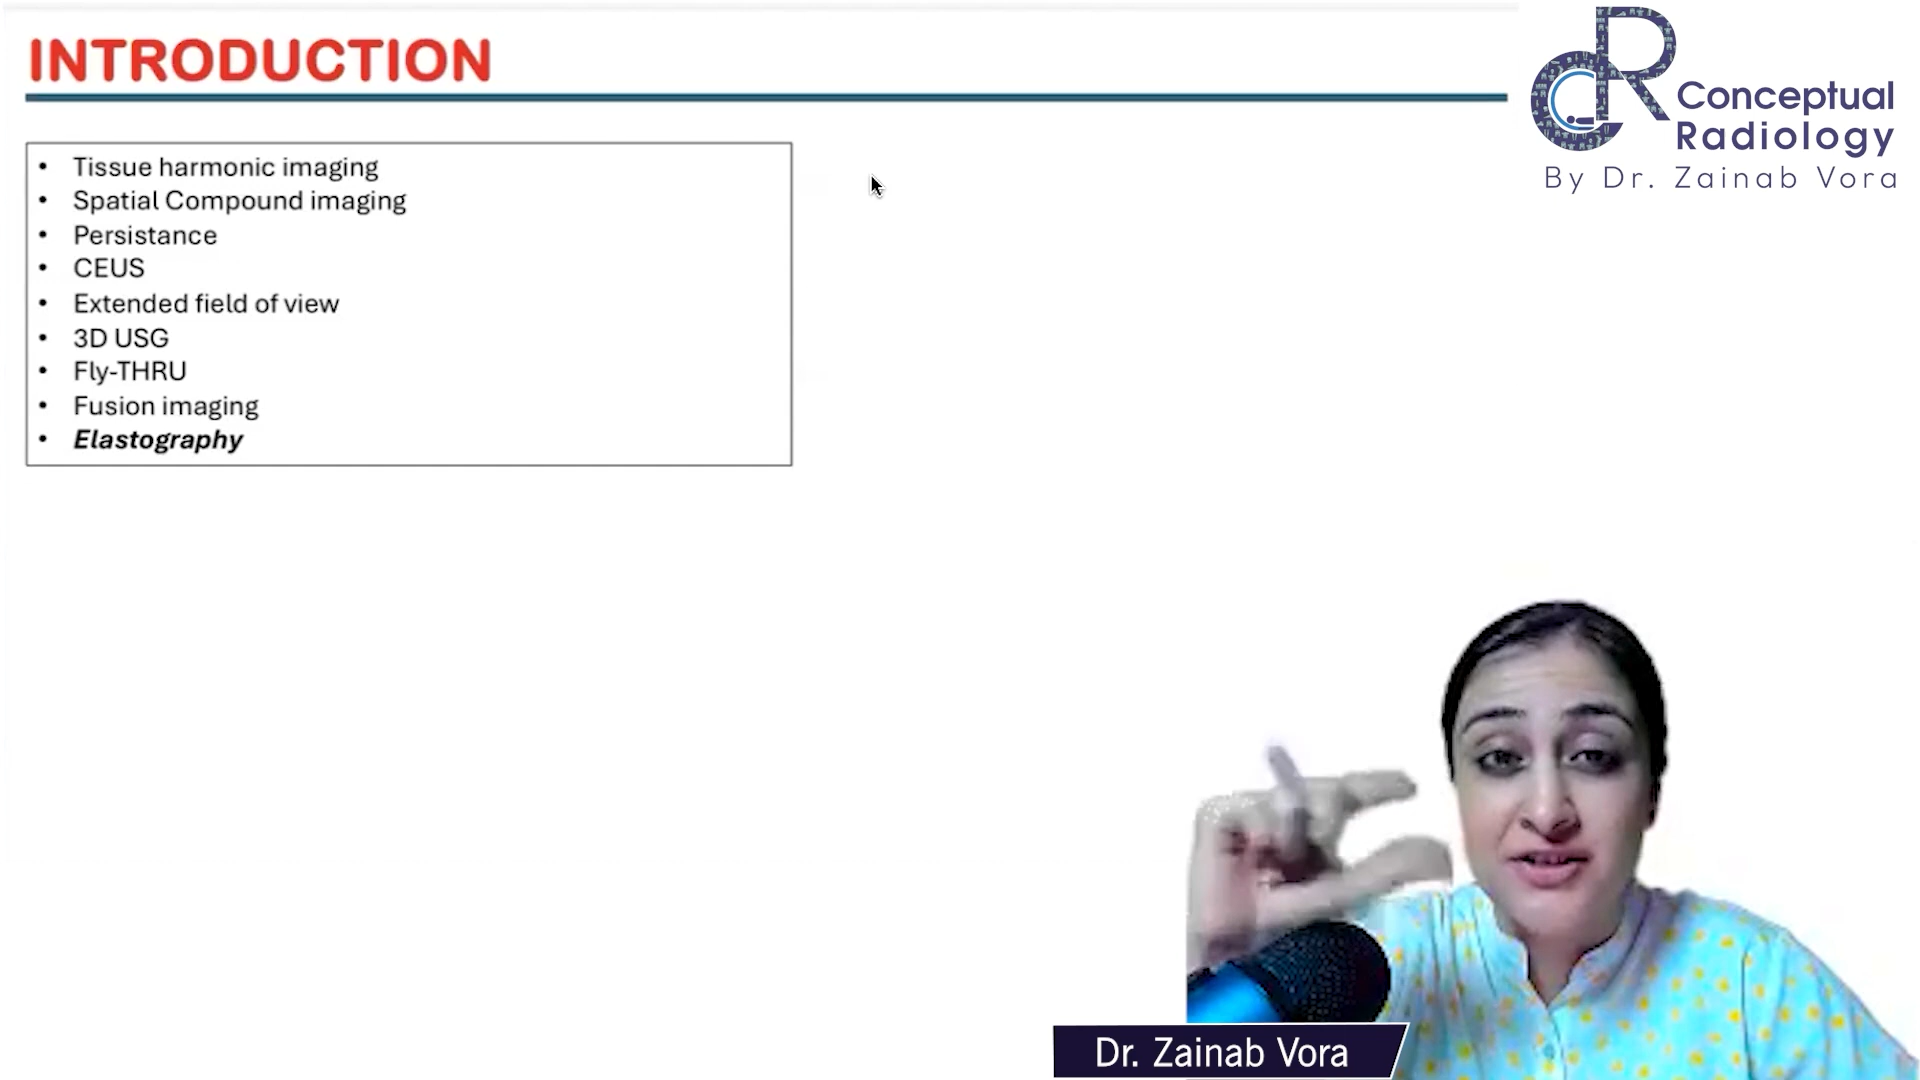 INTRODUCTION
CR
Conceptual
Radiology
By Dr. Zainab Vora
• Tissue harmonic imaging
• Spatial Compound imaging
• Persistance
• CEUS
• Extended field of view
• 3D USG
• Fly-THRU
• Fusion imaging
• Elastography
Dr. Zainab Vora